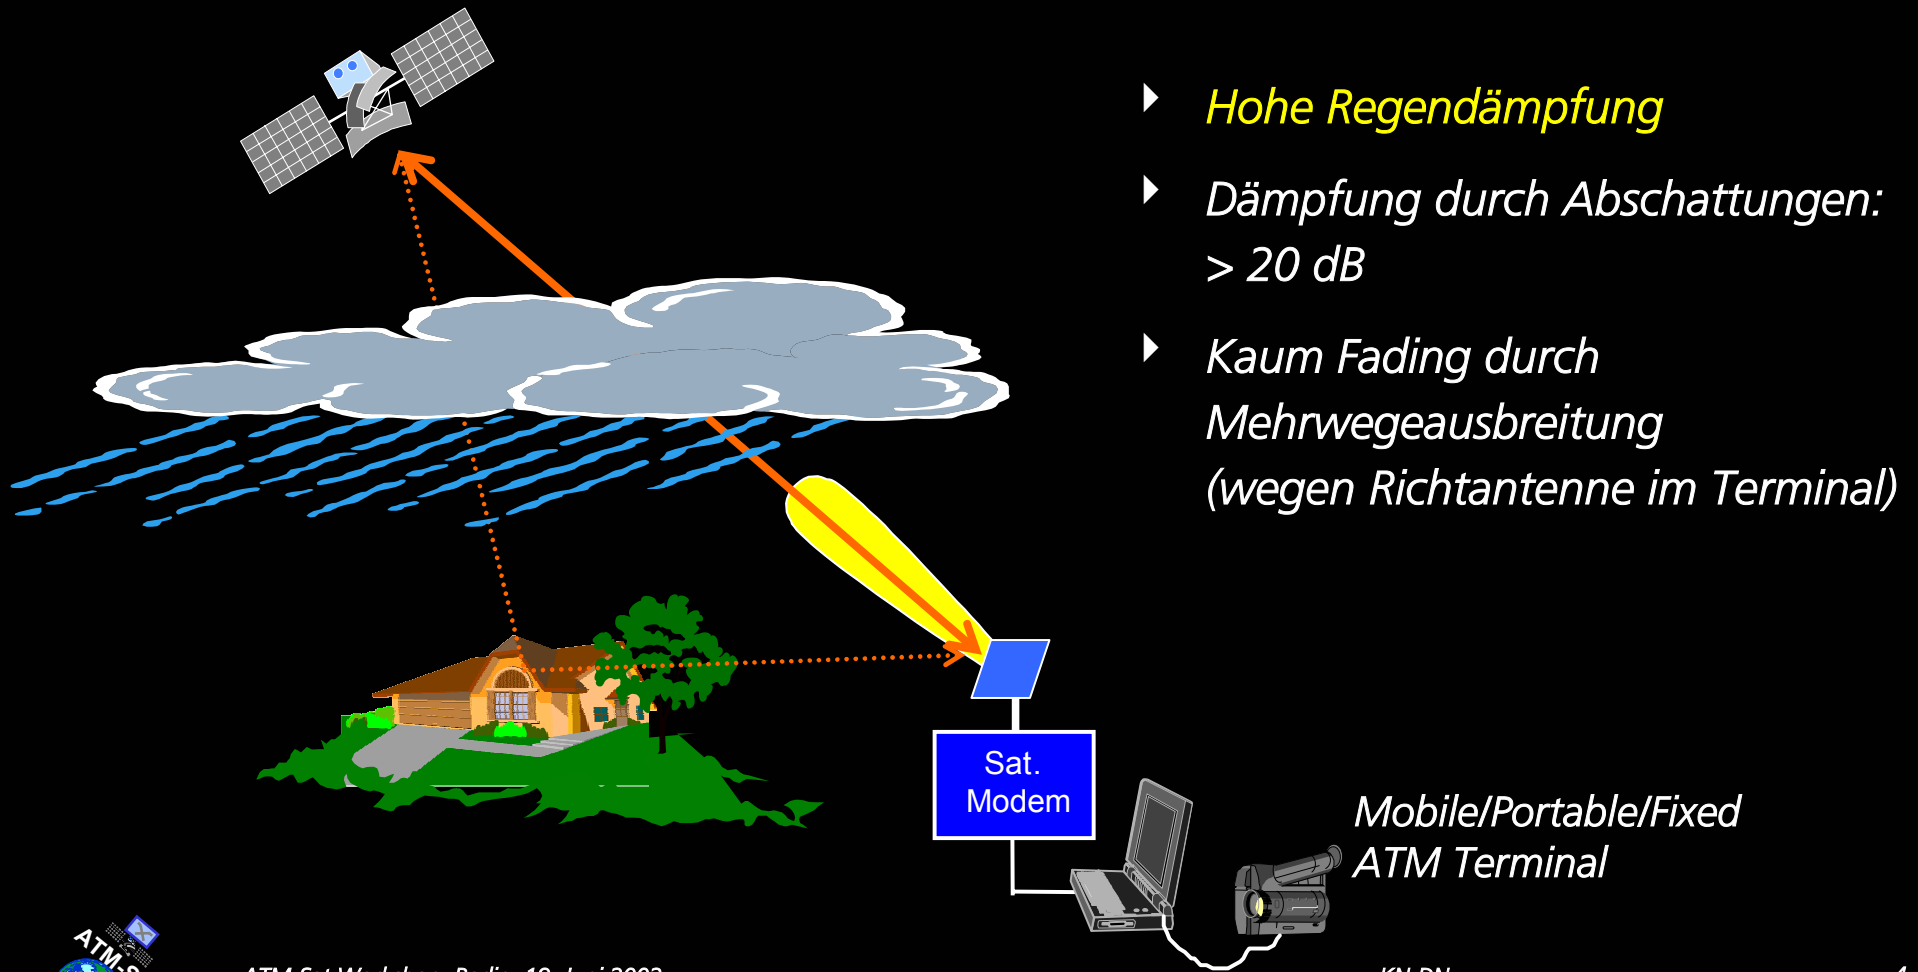 Hohe Regendämpfung
Dämpfung durch Abschattungen:
> 20 dB
Kaum Fading durch
Mehrwegeausbreitung
(wegen Richtantenne im Terminal)
Sat.
Modem
Mobile/Portable/Fixed
ATM Terminal